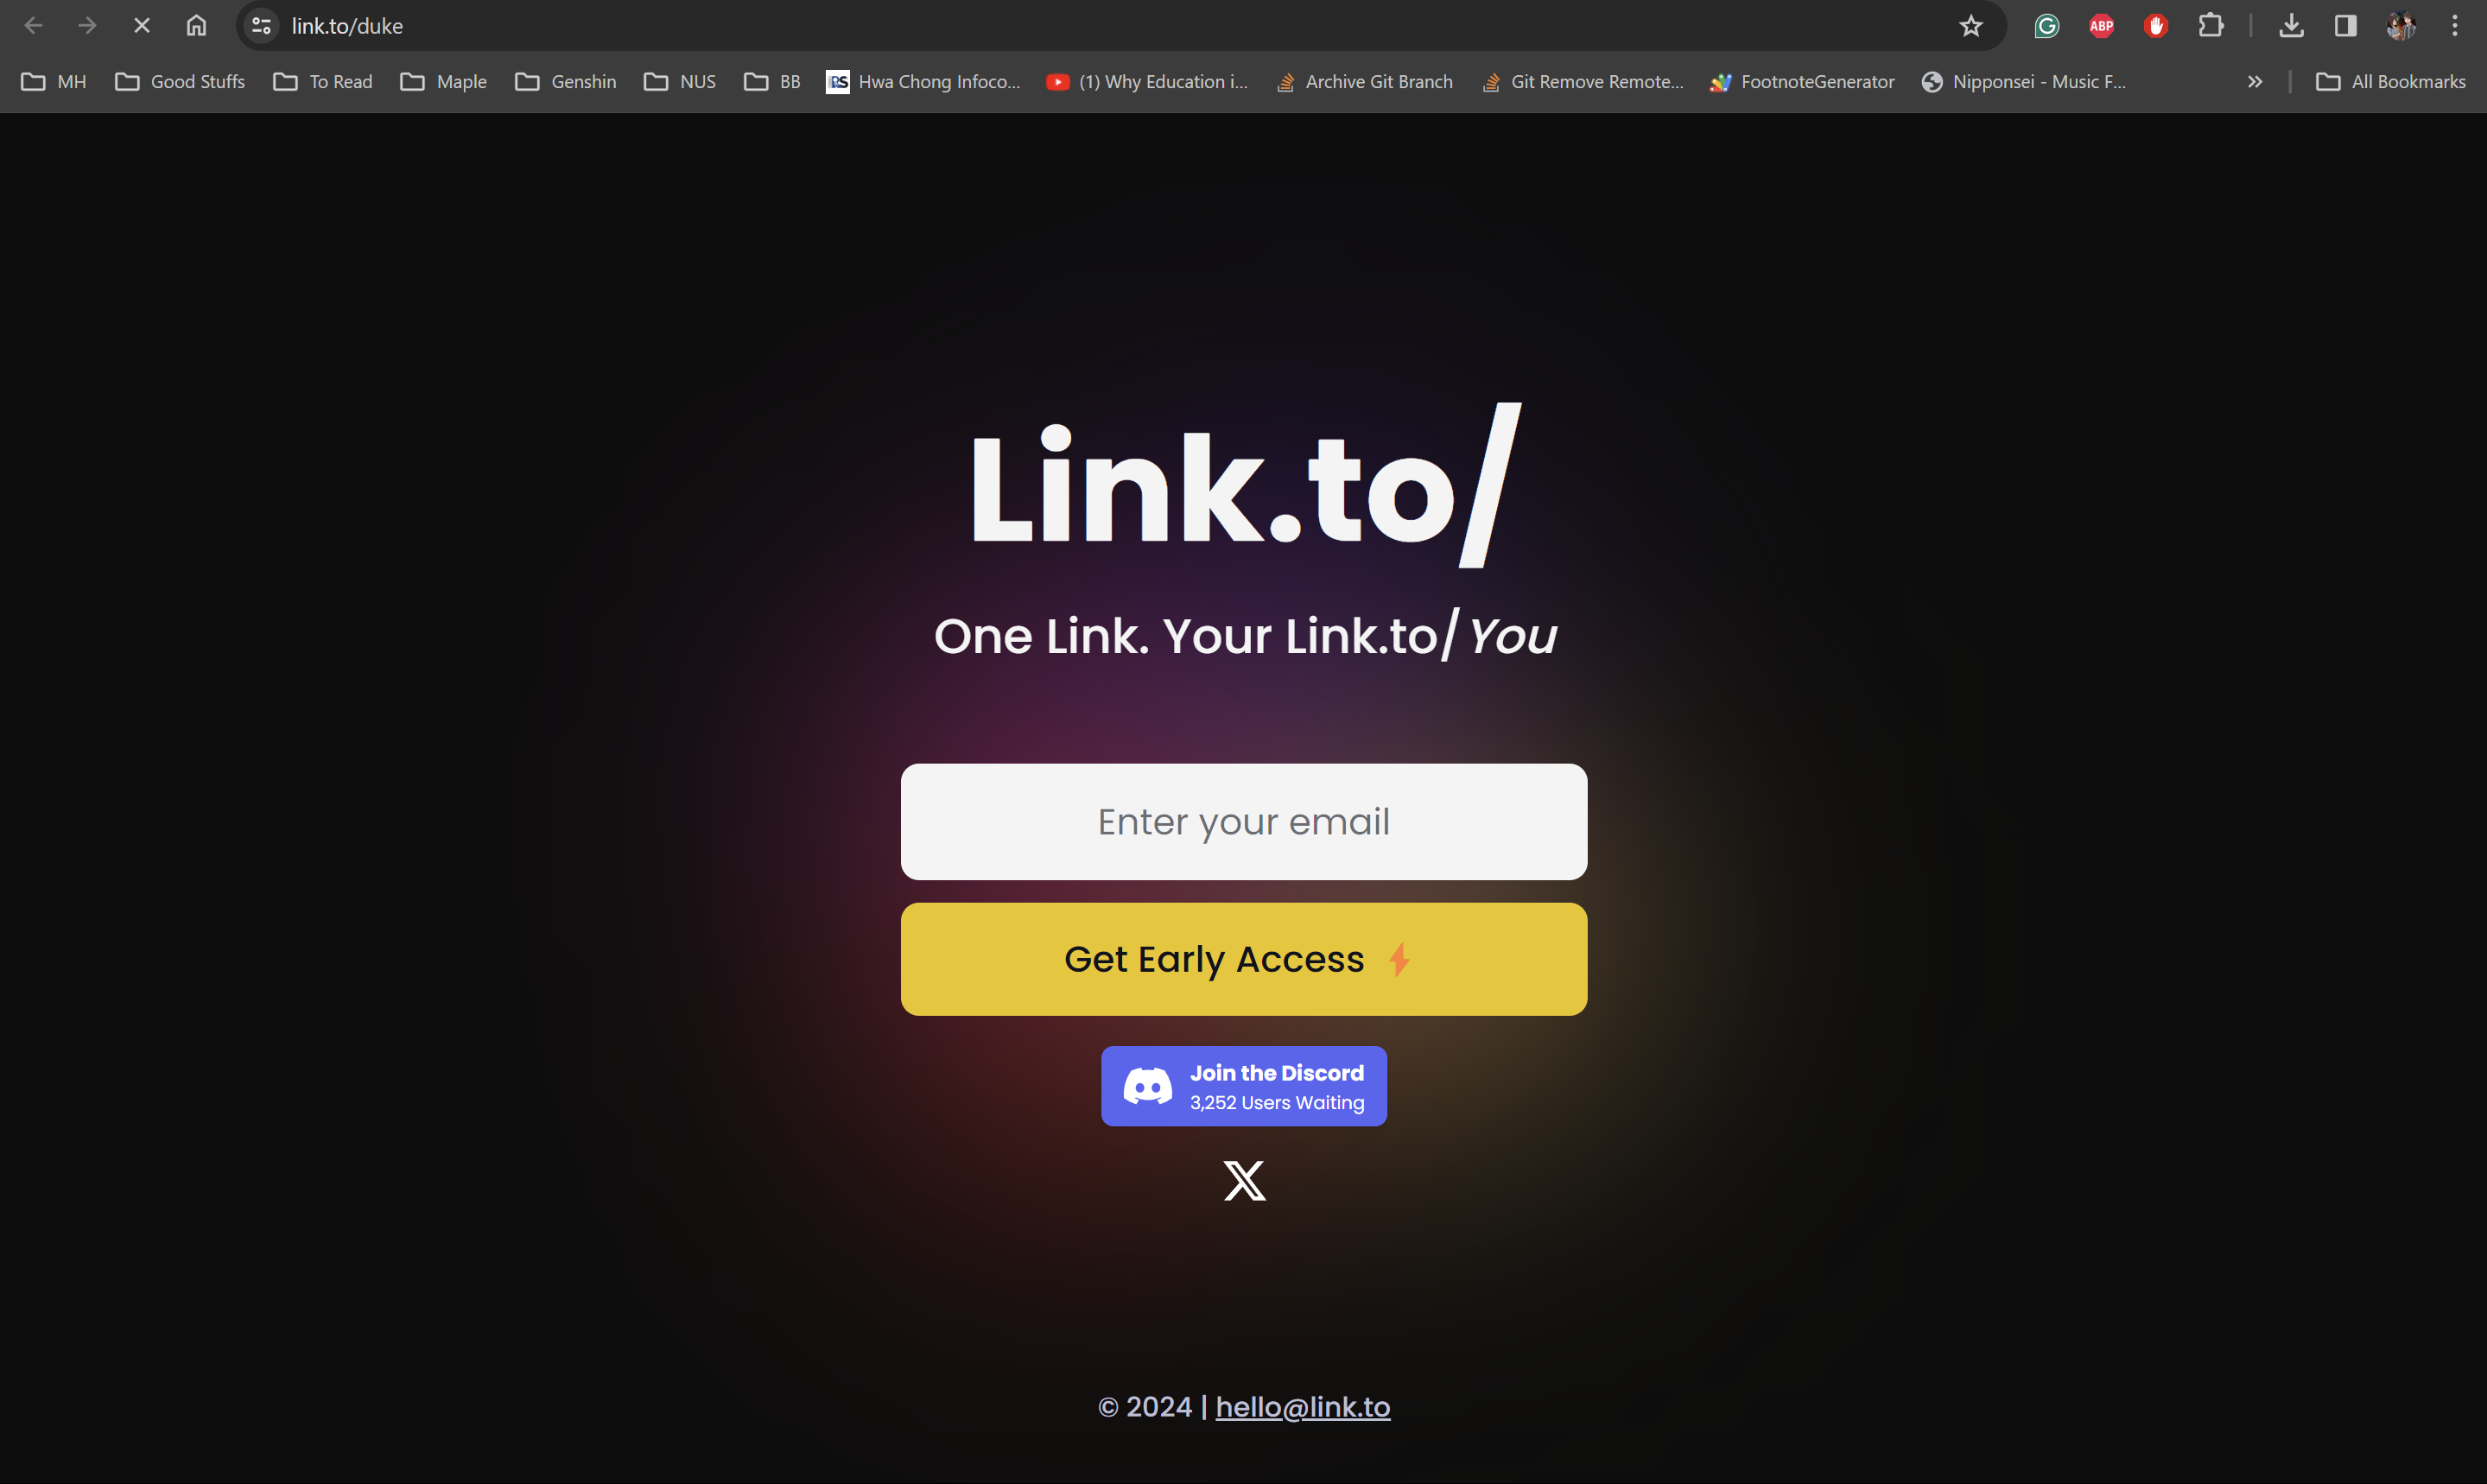 link.to/duke
ABP
MH
Good Stuffs
To Read
Maple
Genshin
NUS
BB
Hwa Chong Infoco...
(1) Why Education i...
Archive Git Branch
Git Remove Remote...
FootnoteGenerator
Nipponsei - Music F...
All Bookmarks
Link.to/
One Link. Your Link.to/You
Enter your email
Get Early Access
Join the Discord
3,252 Users Waiting
© 2024 | hello@link.to